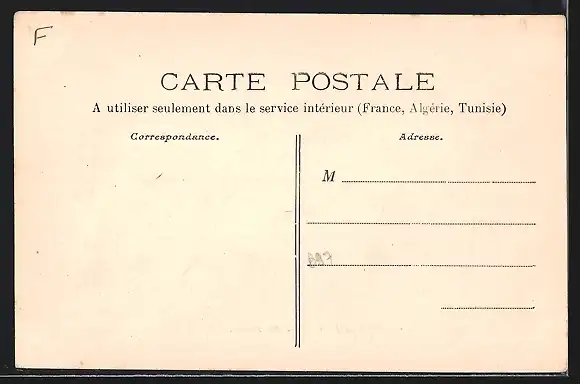 F
CARTE POSTALE
A utiliser seulement dans le service intérieur (France, Algérie, Tunisie)
Correspondance.
Adresse.
M